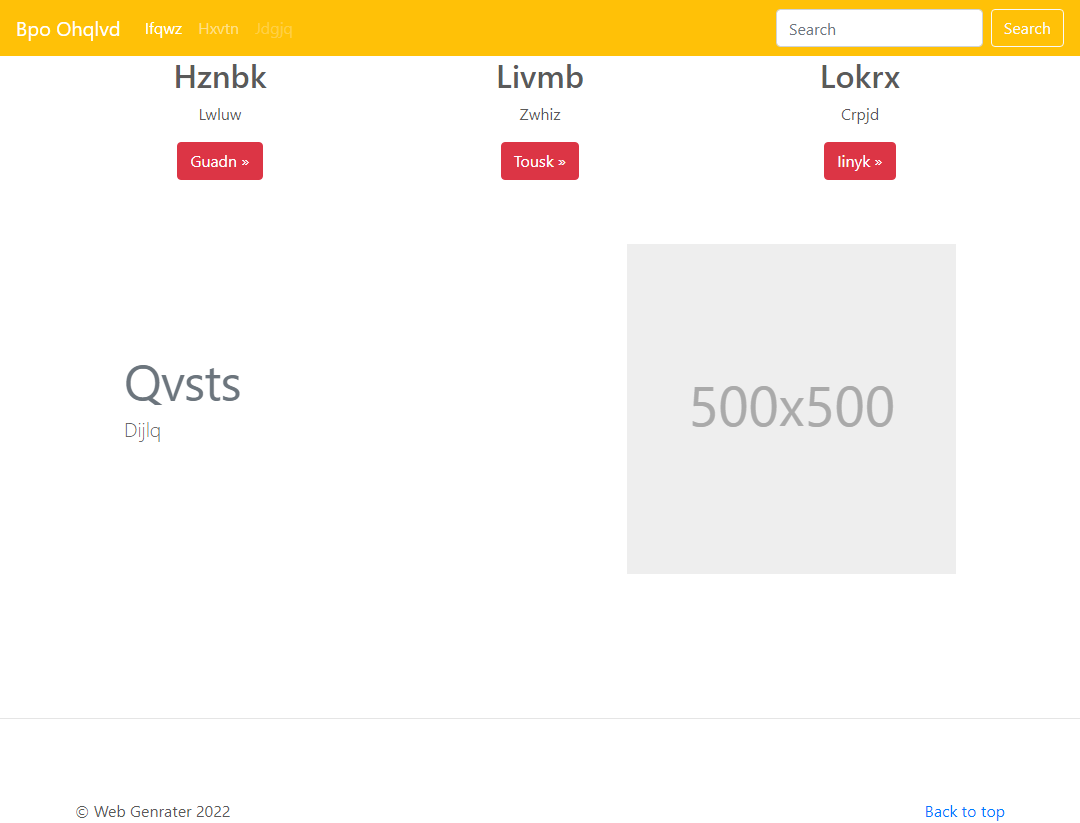 Bpo Ohqlvd Ifqwz Hxvtn Jdgjq Search Search
Hznbk Livmb Lokrx
Lwluw Zwhiz Crpjd
Guadn » Tousk » Iinyk »
500x500
Qvsts
Dijlq
© Web Genrater 2022 Back to top